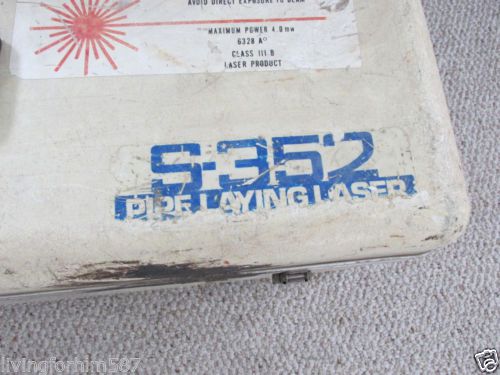 AVOID DIRECT EXPOSURE TO BEAM
MAXIMUM POWER 4.0 mw
6328 A°
CLASS III B
LASER PRODUCT
S-352
PIPE LAYING LASER
livingforhim587